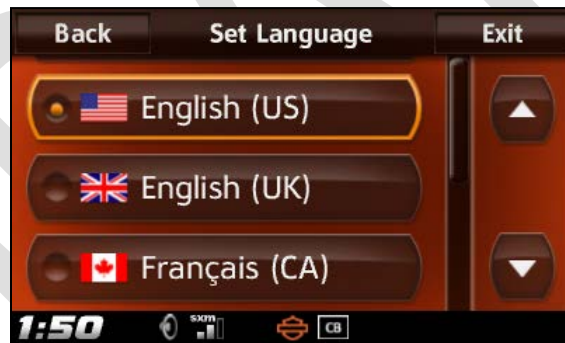 Back Set Language Exit
English (US)
English (UK)
Français (CA)
1:50 sxm CB